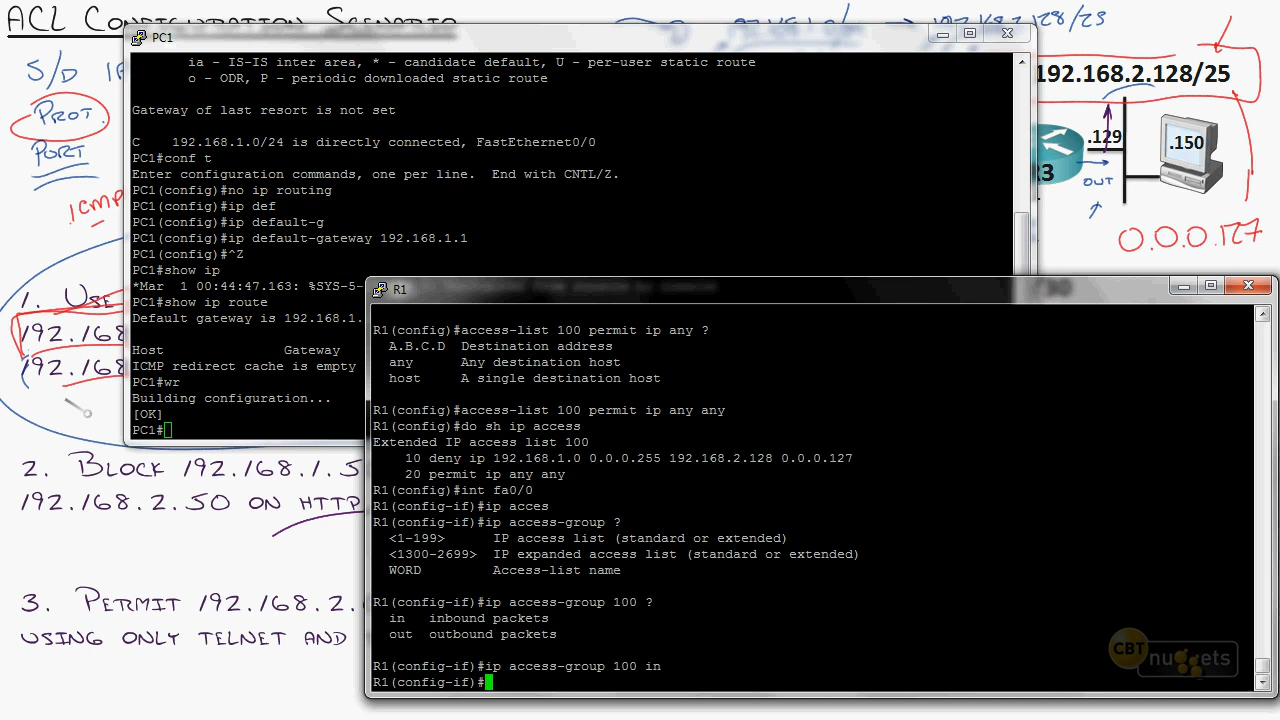 ACL CONFIGURATION SCENARIO
192.168.2.128/25
S/D IP
PROT.
PORT
ICMP
1. USE
192.168
192.168
2. BLOCK 192.168.1.5
192.168.2.50 ON HTTP
3. PERMIT 192.168.2.
USING ONLY TELNET AND
192.168.2.128/25
.129
.150
R3
OUT
0.0.0.127
/30
PC1
ia - IS-IS inter area, * - candidate default, U - per-user static route
o - ODR, P - periodic downloaded static route
Gateway of last resort is not set
C    192.168.1.0/24 is directly connected, FastEthernet0/0
PC1#conf t
Enter configuration commands, one per line.  End with CNTL/Z.
PC1(config)#no ip routing
PC1(config)#ip def
PC1(config)#ip default-g
PC1(config)#ip default-gateway 192.168.1.1
PC1(config)#^Z
PC1#show ip
*Mar  1 00:44:47.163: %SYS-5-
PC1#show ip route
Default gateway is 192.168.1.
Host               Gateway
ICMP redirect cache is empty
PC1#wr
Building configuration...
[OK]
PC1#
R1
R1(config)#access-list 100 permit ip any ?
A.B.C.D  Destination address
any      Any destination host
host     A single destination host
R1(config)#access-list 100 permit ip any any
R1(config)#do sh ip access
Extended IP access list 100
10 deny ip 192.168.1.0 0.0.0.255 192.168.2.128 0.0.0.127
20 permit ip any any
R1(config)#int fa0/0
R1(config-if)#ip acces
R1(config-if)#ip access-group ?
<1-199>      IP access list (standard or extended)
<1300-2699>  IP expanded access list (standard or extended)
WORD         Access-list name
R1(config-if)#ip access-group 100 ?
in   inbound packets
out  outbound packets
R1(config-if)#ip access-group 100 in
R1(config-if)#
CBT nuggets